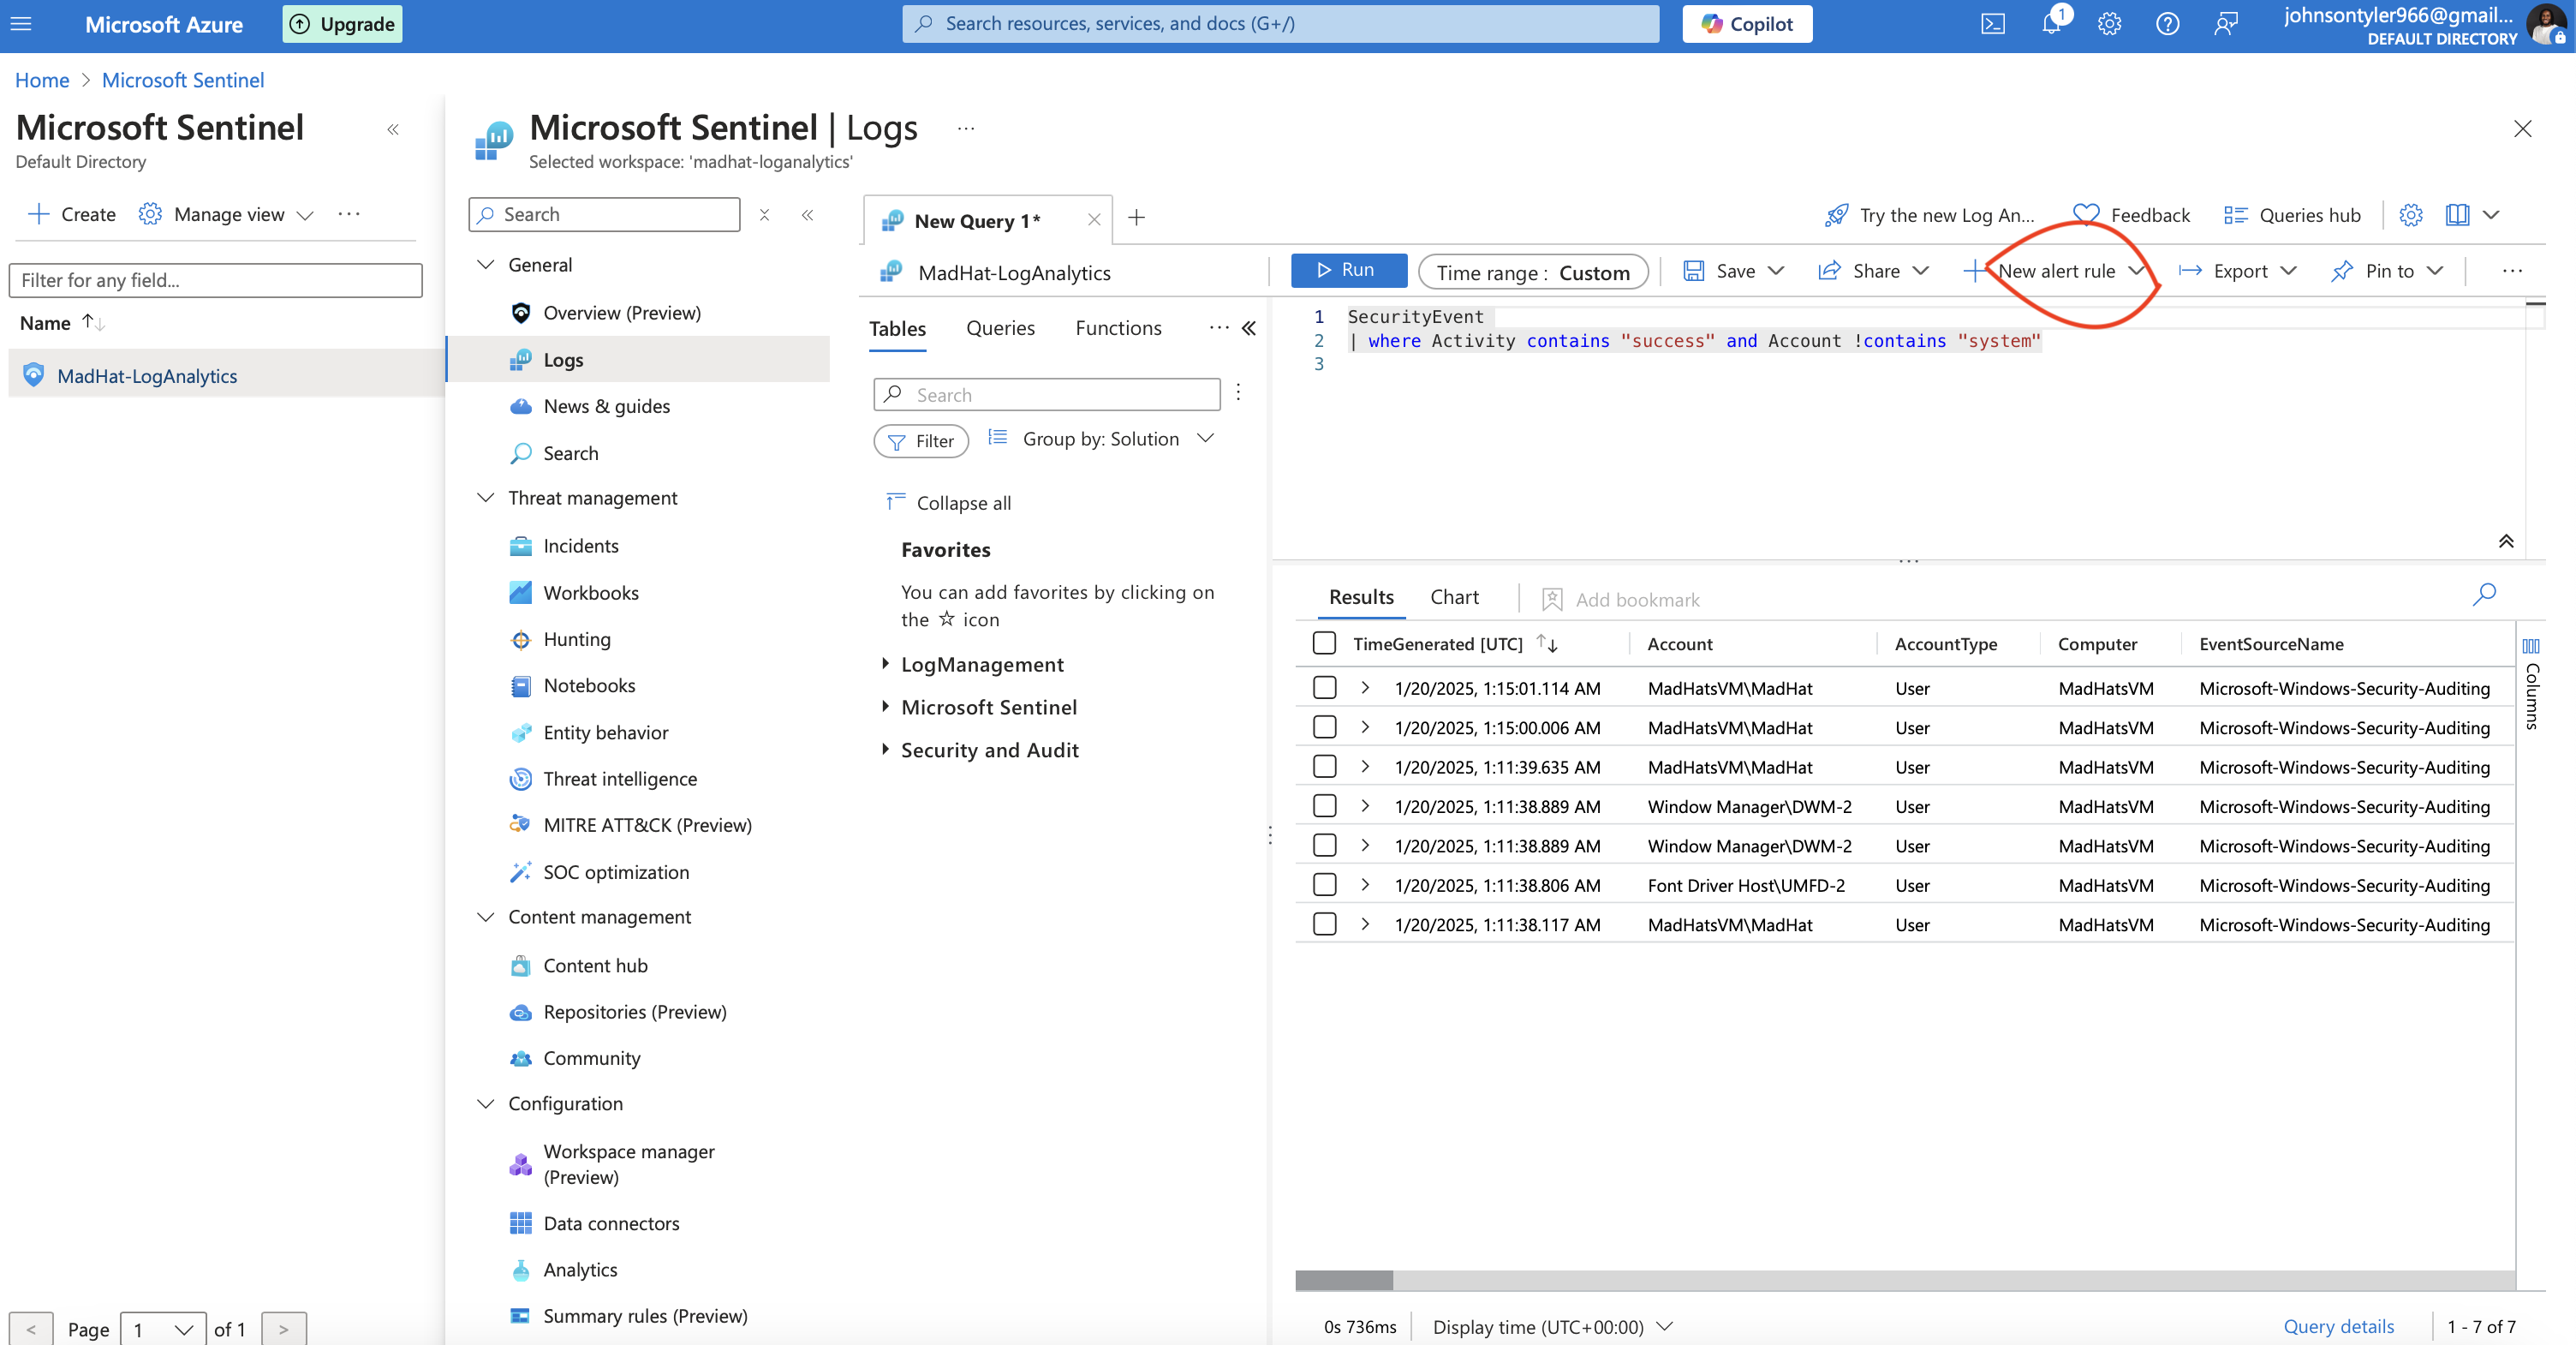 Microsoft Azure
Upgrade
Search resources, services, and docs (G+/)
Copilot
1
johnsontyler966@gmail...
DEFAULT DIRECTORY
Home > Microsoft Sentinel
Microsoft Sentinel
Default Directory
Create
Manage view
Filter for any field...
Name
MadHat-LogAnalytics
< Page 1 of 1 >
Microsoft Sentinel | Logs
Selected workspace: 'madhat-loganalytics'
Search
General
Overview (Preview)
Logs
News & guides
Search
Threat management
Incidents
Workbooks
Hunting
Notebooks
Entity behavior
Threat intelligence
MITRE ATT&CK (Preview)
SOC optimization
Content management
Content hub
Repositories (Preview)
Community
Configuration
Workspace manager
(Preview)
Data connectors
Analytics
Summary rules (Preview)
New Query 1*
Try the new Log An...
Feedback
Queries hub
MadHat-LogAnalytics
Run
Time range : Custom
Save
Share
New alert rule
Export
Pin to
Tables
Queries
Functions
Search
Filter
Group by: Solution
Collapse all
Favorites
You can add favorites by clicking on
the ☆ icon
LogManagement
Microsoft Sentinel
Security and Audit
1 SecurityEvent
2 | where Activity contains "success" and Account !contains "system"
3
Results
Chart
Add bookmark
TimeGenerated [UTC] Account AccountType Computer EventSourceName
1/20/2025, 1:15:01.114 AM MadHatsVM\MadHat User MadHatsVM Microsoft-Windows-Security-Auditing
1/20/2025, 1:15:00.006 AM MadHatsVM\MadHat User MadHatsVM Microsoft-Windows-Security-Auditing
1/20/2025, 1:11:39.635 AM MadHatsVM\MadHat User MadHatsVM Microsoft-Windows-Security-Auditing
1/20/2025, 1:11:38.889 AM Window Manager\DWM-2 User MadHatsVM Microsoft-Windows-Security-Auditing
1/20/2025, 1:11:38.889 AM Window Manager\DWM-2 User MadHatsVM Microsoft-Windows-Security-Auditing
1/20/2025, 1:11:38.806 AM Font Driver Host\UMFD-2 User MadHatsVM Microsoft-Windows-Security-Auditing
1/20/2025, 1:11:38.117 AM MadHatsVM\MadHat User MadHatsVM Microsoft-Windows-Security-Auditing
Columns
0s 736ms
Display time (UTC+00:00)
Query details
1 - 7 of 7